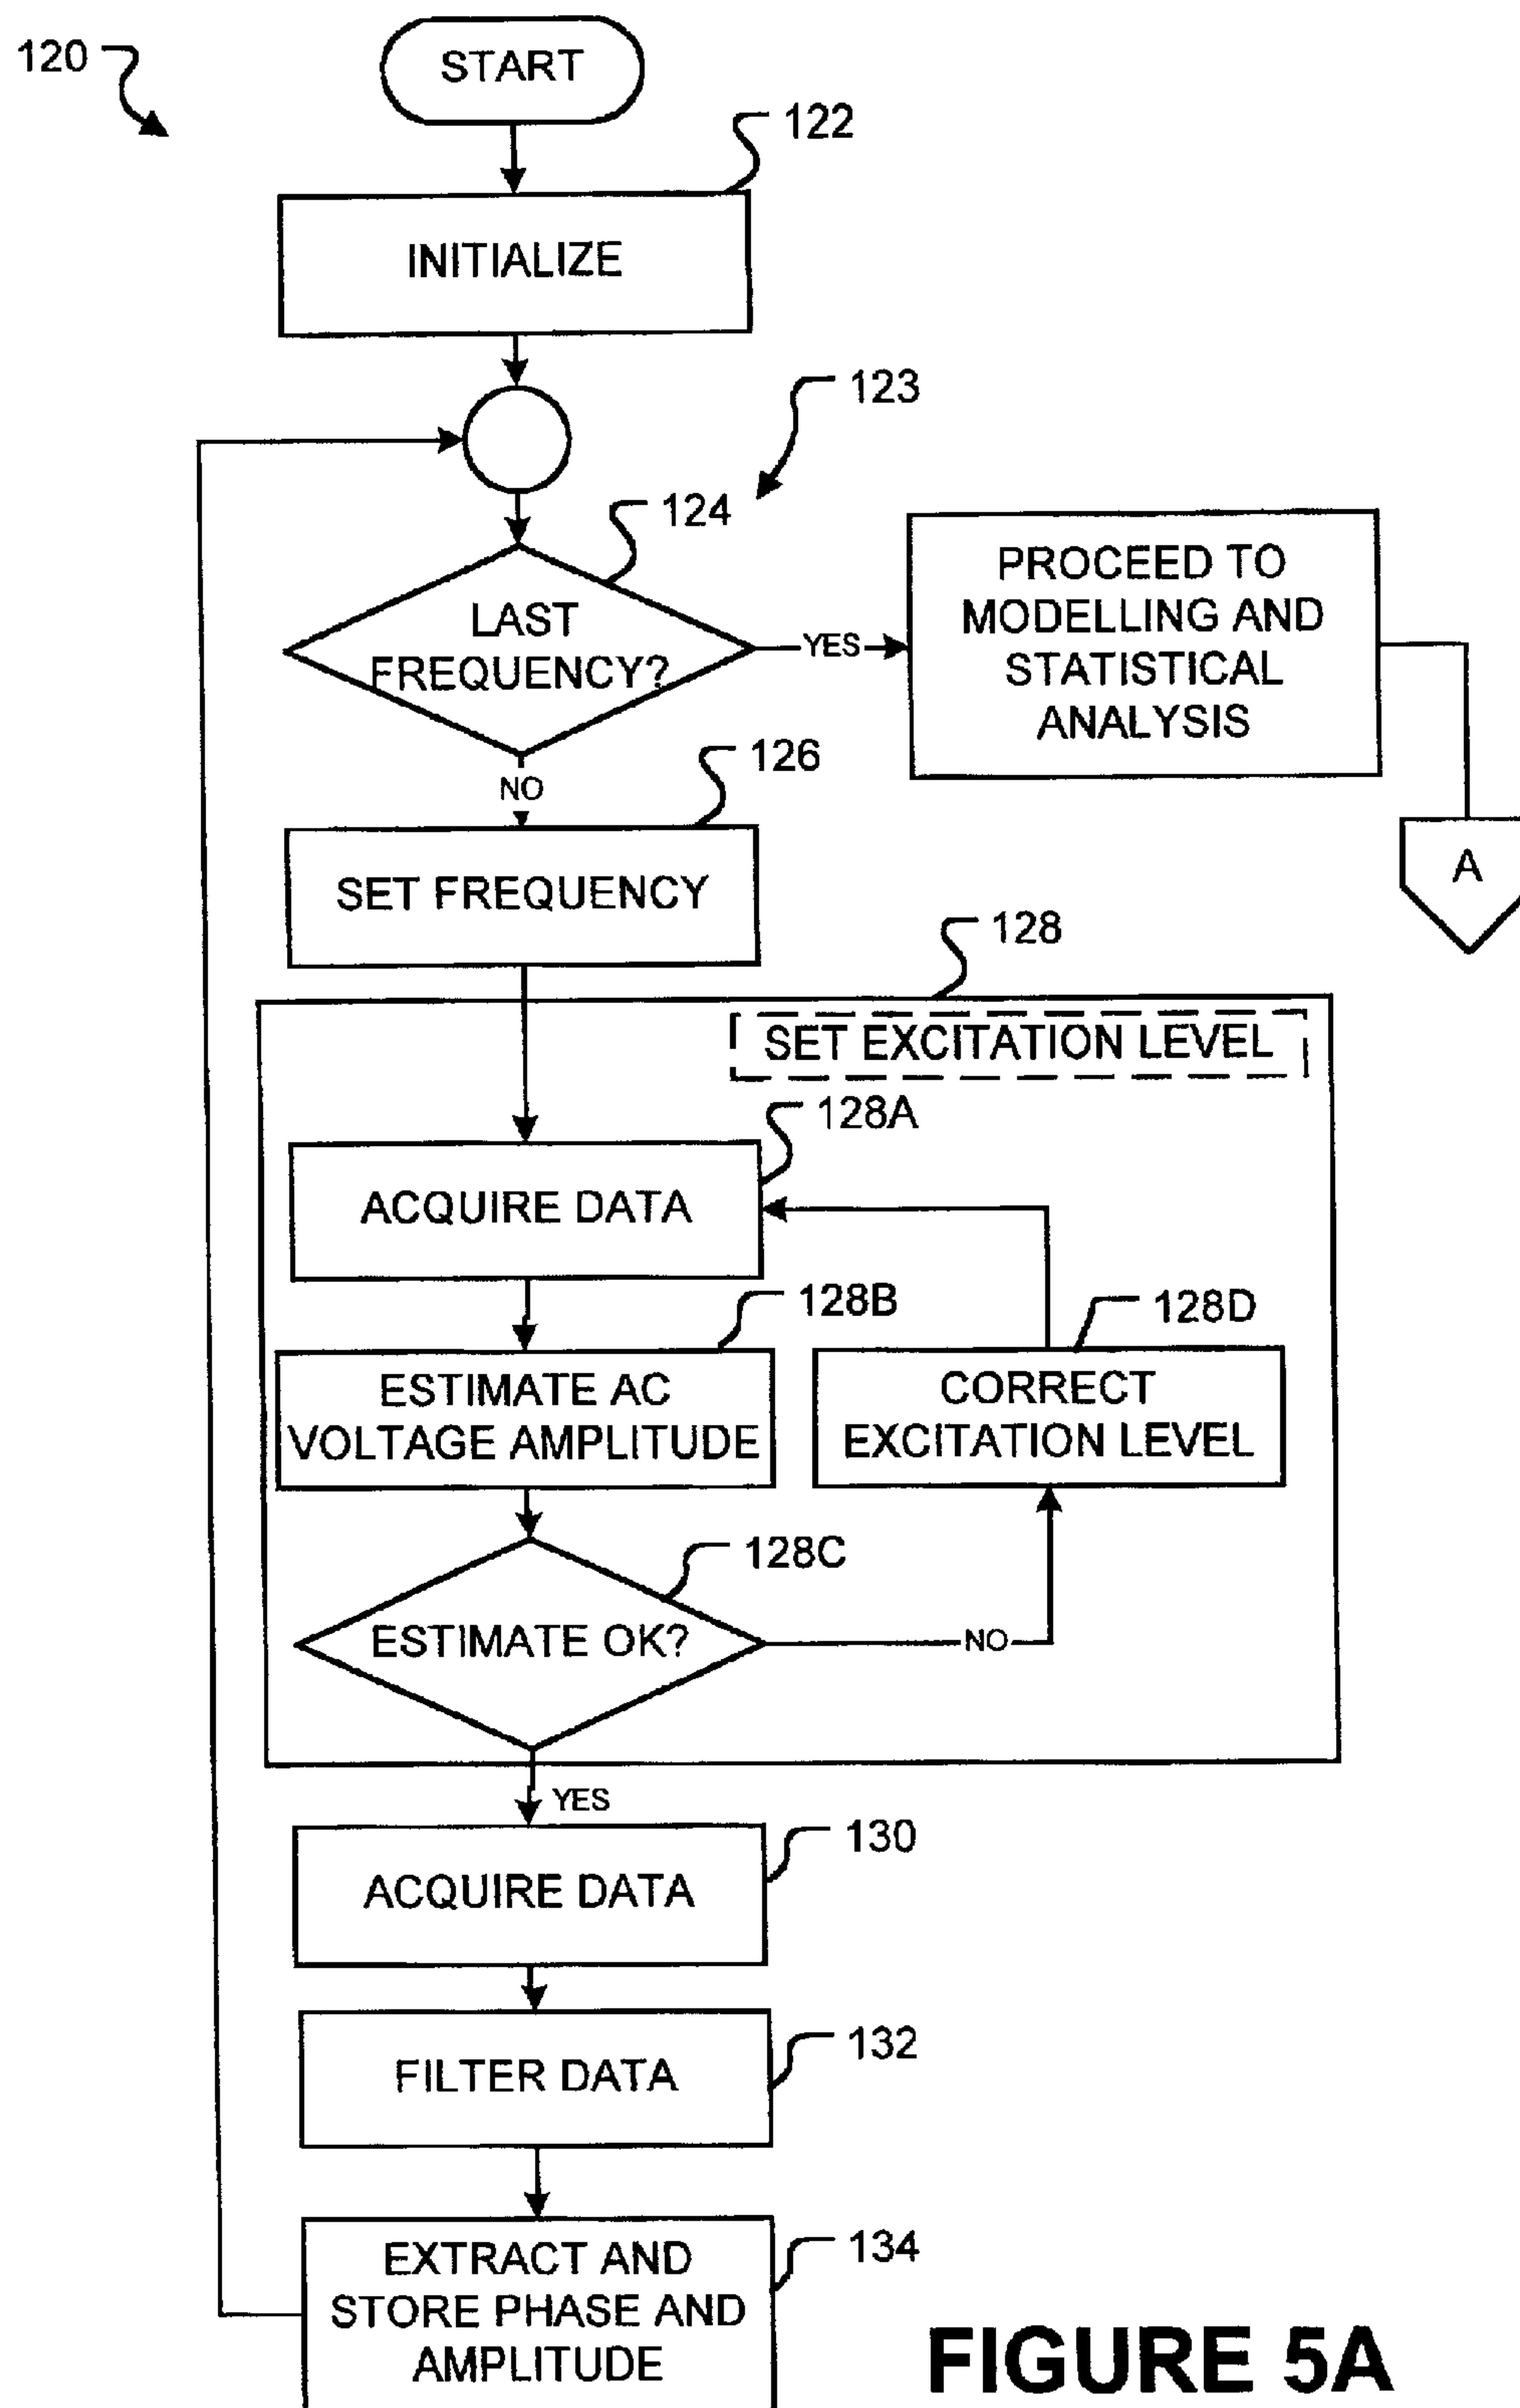 120
START
122
INITIALIZE
123
124
LAST
FREQUENCY?
YES
PROCEED TO
MODELLING AND
STATISTICAL
ANALYSIS
NO
126
A
SET FREQUENCY
128
SET EXCITATION LEVEL
128A
ACQUIRE DATA
128B
128D
ESTIMATE AC
VOLTAGE AMPLITUDE
CORRECT
EXCITATION LEVEL
128C
ESTIMATE OK?
NO
YES
130
ACQUIRE DATA
132
FILTER DATA
134
EXTRACT AND
STORE PHASE AND
AMPLITUDE
FIGURE 5A